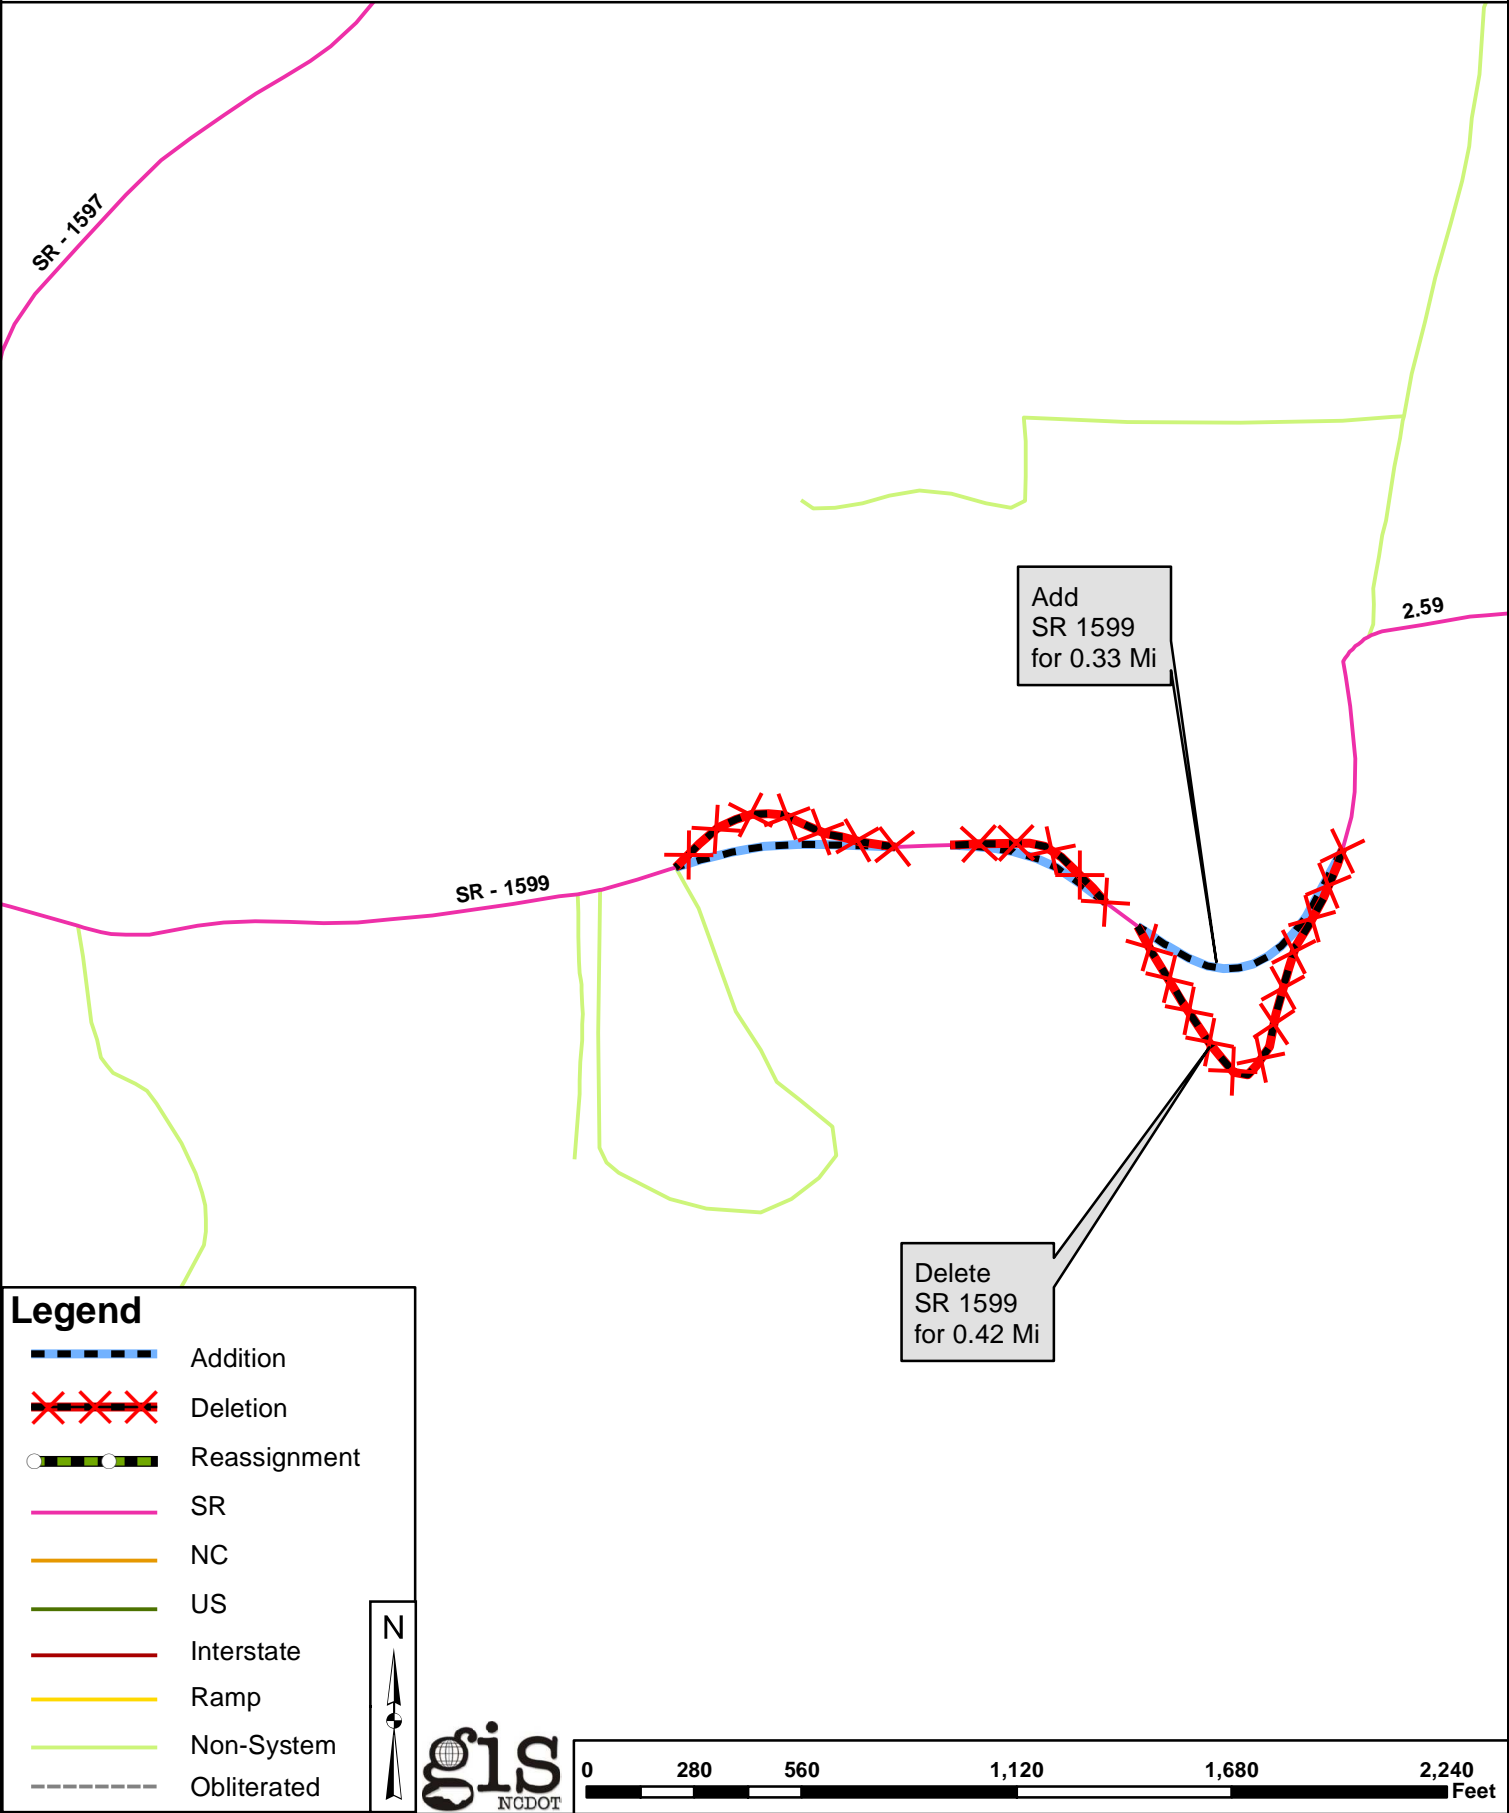 SR - 1597
Add
SR 1599
for 0.33 Mi
2.59
SR - 1599
Delete
SR 1599
for 0.42 Mi
Legend
Addition
Deletion
Reassignment
SR
NC
US
Interstate
Ramp
Non-System
Obliterated
N
gis
NCDOT
0 280 560 1,120 1,680 2,240
Feet